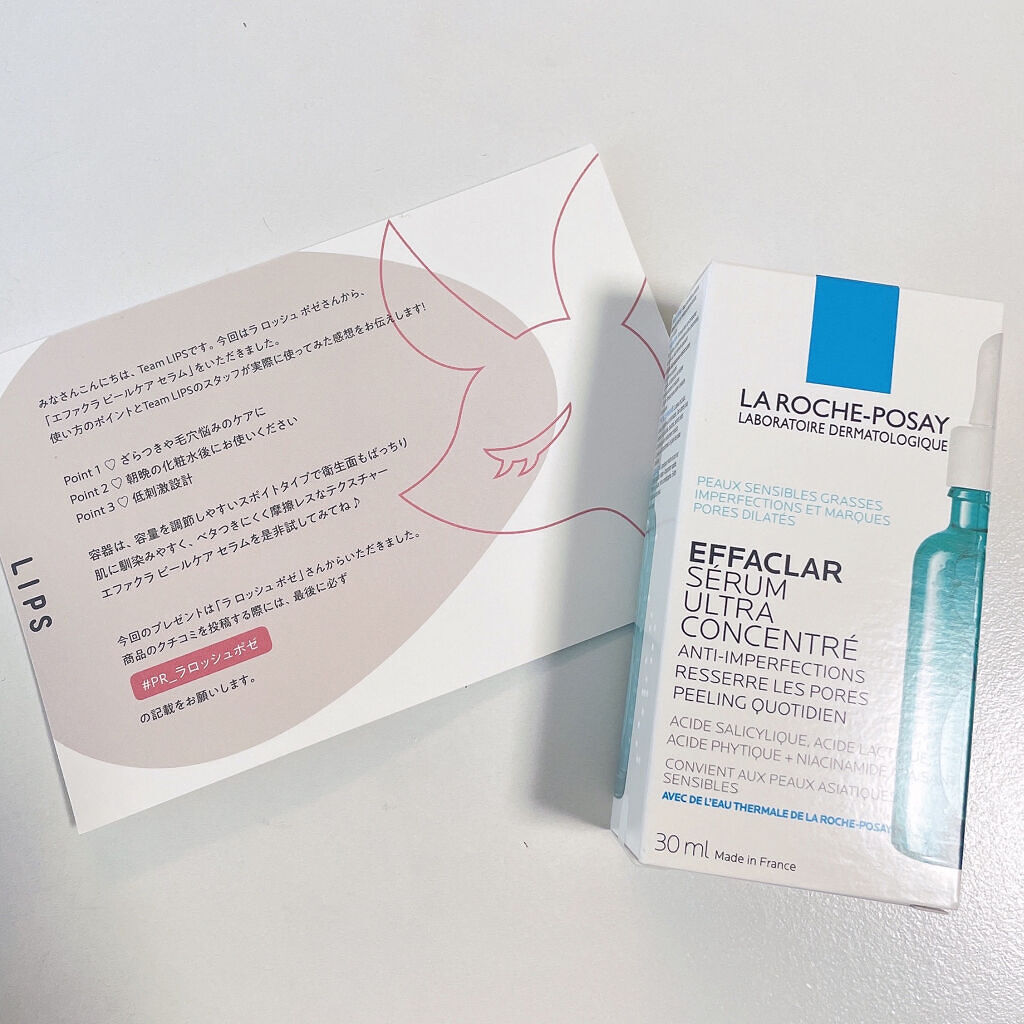 みなさんこんにちは、Team LIPSです。今回はラ ロッシュ ポゼさんから、
「エファクラ ピールケア セラム」をいただきました。
使い方のポイントとTeam LIPSのスタッフが実際に使ってみた感想をお伝えします!
Point 1 ♡ ざらつきや毛穴悩みのケアに
Point 2 ♡ 朝晩の化粧水後にお使いください
Point 3 ♡ 低刺激設計
容器は、容量を調節しやすいスポイトタイプで衛生面もばっちり
肌に馴染みやすく、ベタつきにくく摩擦レスなテクスチャー
エファクラ ピールケア セラムを是非試してみてね♪
今回のプレゼントは「ラ ロッシュ ポゼ」さんからいただきました。
商品のクチコミを投稿する際には、最後に必ず
#PR_ラロッシュポゼ
の記載をお願いします。
LIPS
LA ROCHE-POSAY
LABORATOIRE DERMATOLOGIQUE
PEAUX SENSIBLES GRASSES
IMPERFECTIONS ET MARQUES
PORES DILATÉS
EFFACLAR
SÉRUM
ULTRA
CONCENTRÉ
ANTI-IMPERFECTIONS
RESSERRE LES PORES
PEELING QUOTIDIEN
ACIDE SALICYLIQUE, ACIDE
ACIDE PHYTIQUE + NIACINAMIDE
CONVIENT AUX PEAUX ASIATIQUES
SENSIBLES
AVEC DE L'EAU THERMALE DE LA ROCHE-POSAY
30 ml Made in France